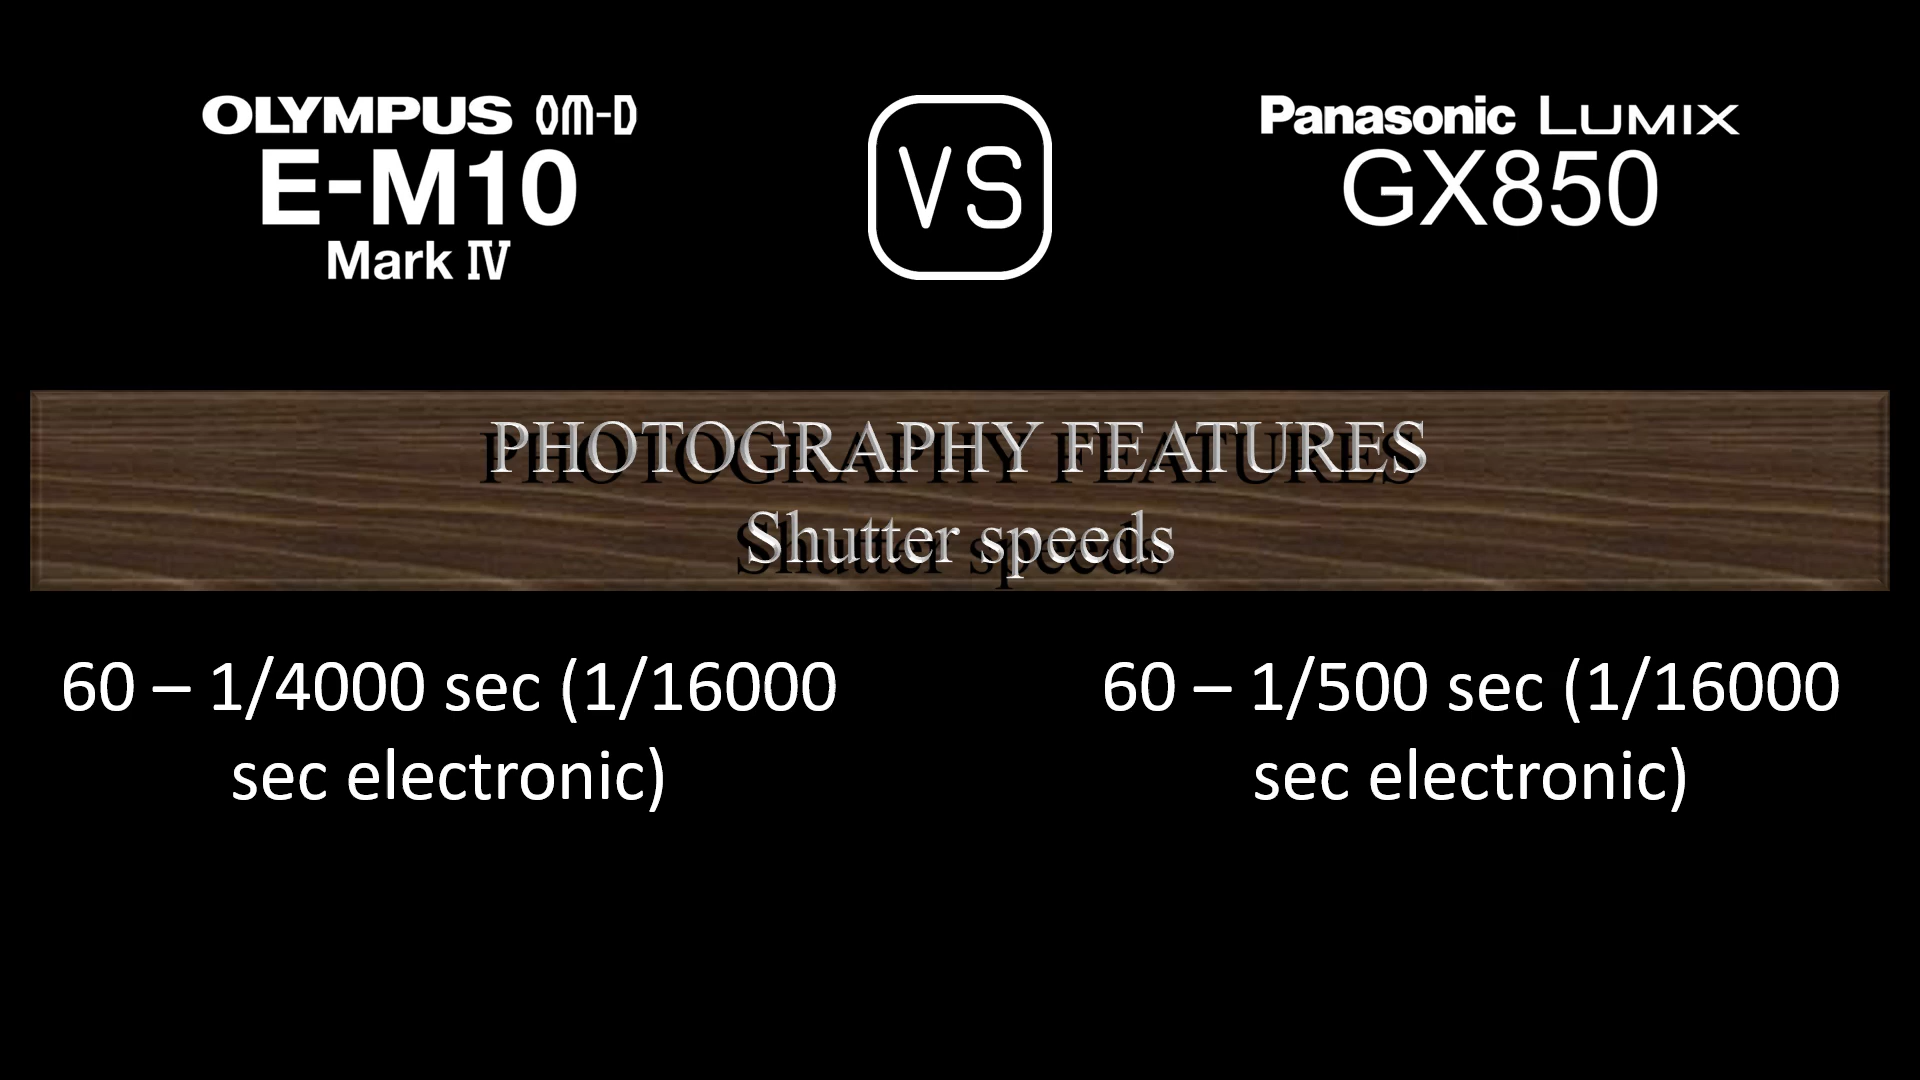 OLYMPUS OM-D
E-M10
Mark IV
VS
Panasonic LUMIX
GX850
PHOTOGRAPHY FEATURES
Shutter speeds
60 – 1/4000 sec (1/16000
sec electronic)
60 – 1/500 sec (1/16000
sec electronic)